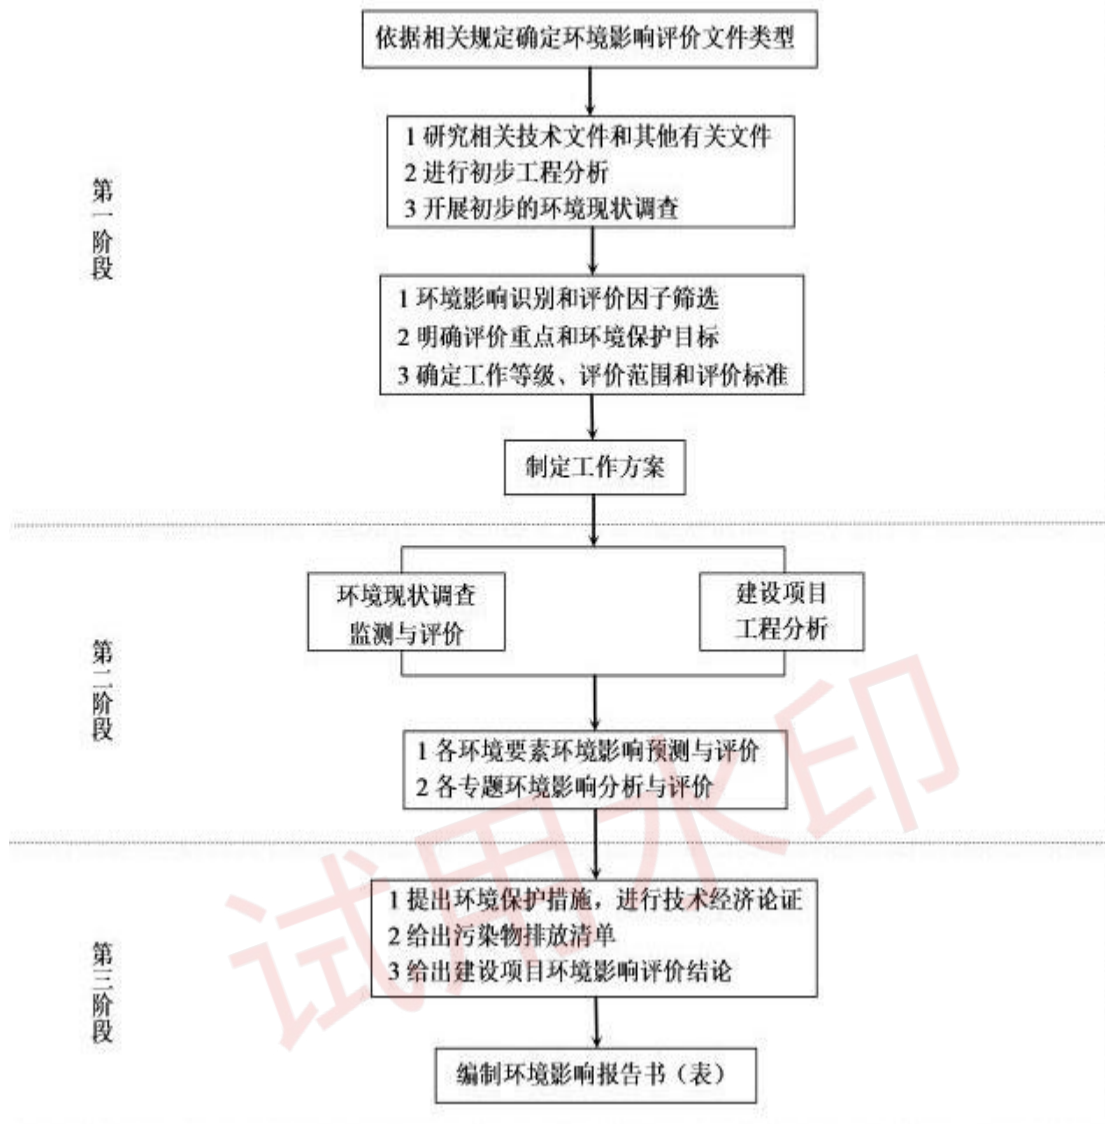 依据相关规定确定环境影响评价文件类型
1 研究相关技术文件和其他有关文件
2 进行初步工程分析
3 开展初步的环境现状调查
第一阶段
1 环境影响识别和评价因子筛选
2 明确评价重点和环境保护目标
3 确定工作等级、评价范围和评价标准
制定工作方案
环境现状调查
监测与评价
建设项目
工程分析
第二阶段
1 各环境要素环境影响预测与评价
2 各专题环境影响分析与评价
1 提出环境保护措施，进行技术经济论证
2 给出污染物排放清单
3 给出建设项目环境影响评价结论
第三阶段
编制环境影响报告书（表）
试用水印